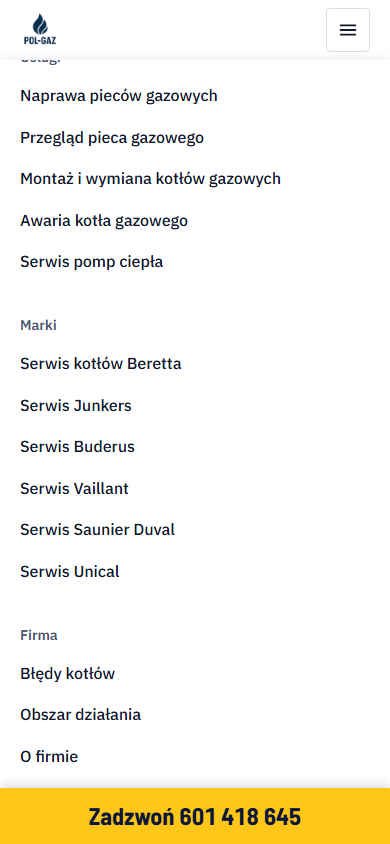 POL-GAZ
Usługi
Naprawa pieców gazowych
Przegląd pieca gazowego
Montaż i wymiana kotłów gazowych
Awaria kotła gazowego
Serwis pomp ciepła
Marki
Serwis kotłów Beretta
Serwis Junkers
Serwis Buderus
Serwis Vaillant
Serwis Saunier Duval
Serwis Unical
Firma
Błędy kotłów
Obszar działania
O firmie
Zadzwoń 601 418 645